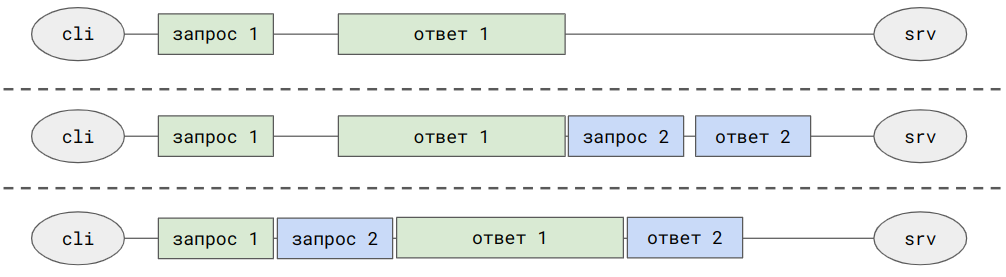 cli запрос 1 ответ 1 srv
cli запрос 1 ответ 1 запрос 2 ответ 2 srv
cli запрос 1 запрос 2 ответ 1 ответ 2 srv